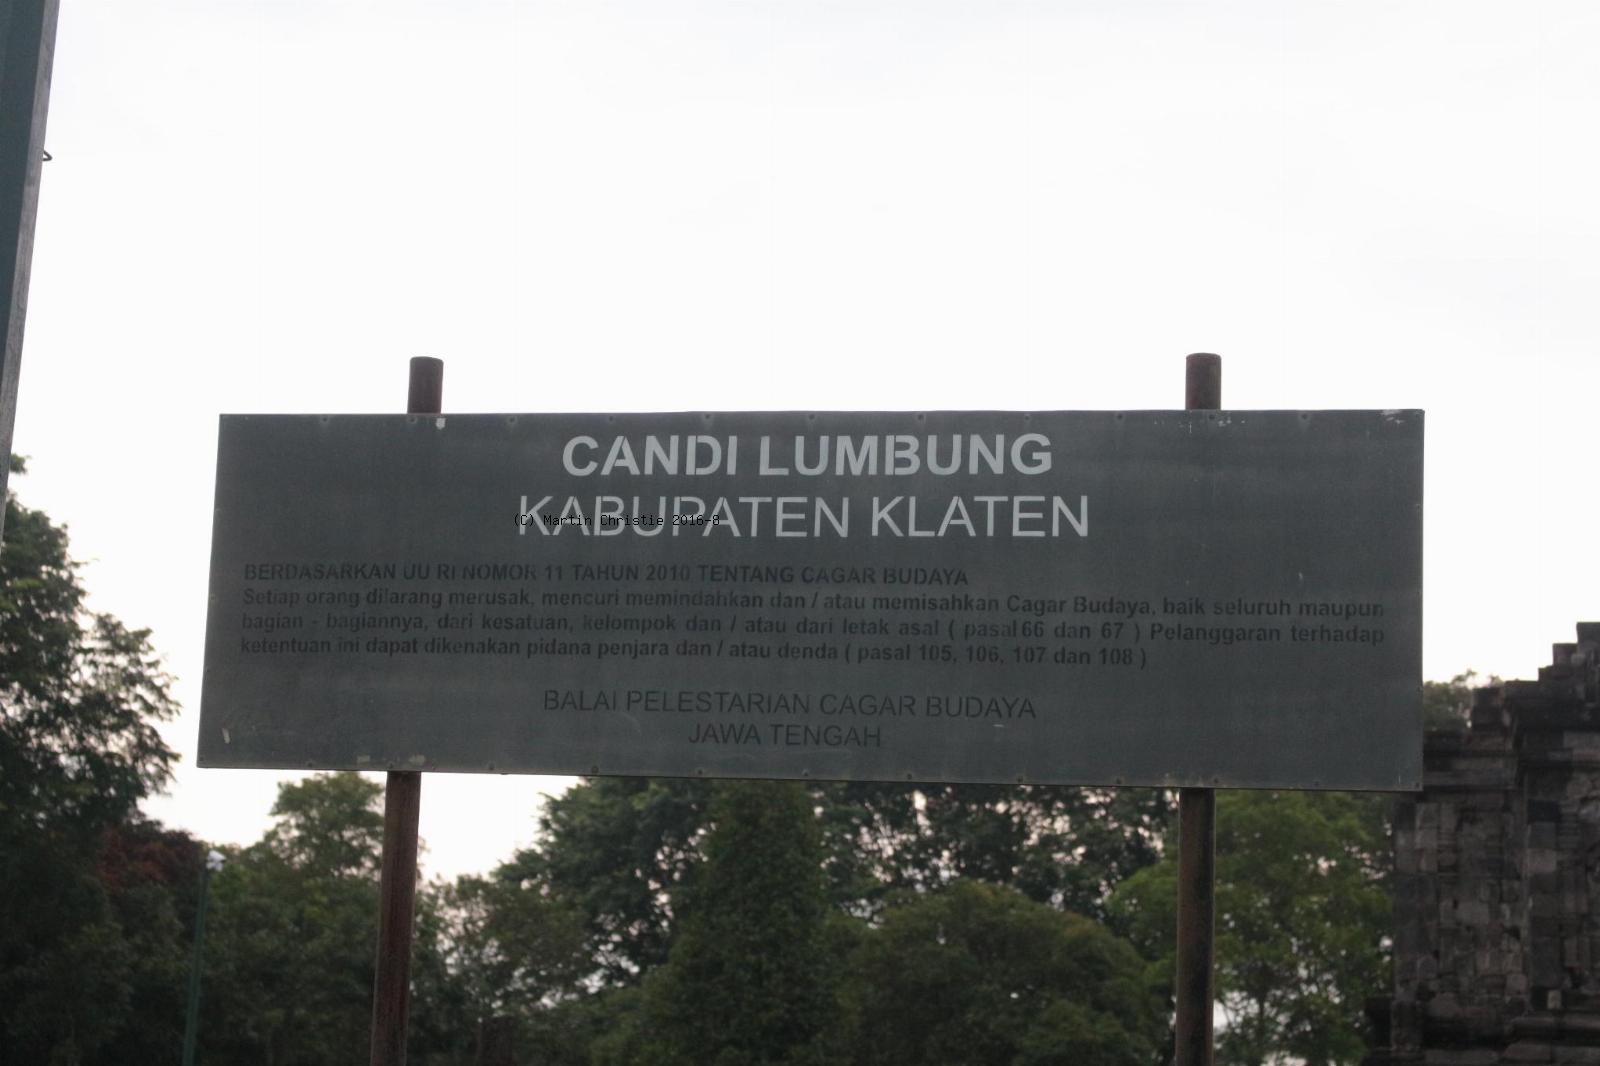 CANDI LUMBUNG
KABUPATEN KLATEN
(C) Martin Christie 2016-8
BERDASARKAN UU RI NOMOR 11 TAHUN 2010 TENTANG CAGAR BUDAYA
Setiap orang dilarang merusak, mencuri memindahkan dan / atau memisahkan Cagar Budaya, baik seluruh maupun
bagian - bagiannya, dari kesatuan, kelompok dan / atau dari letak asal ( pasal 66 dan 67 ) Pelanggaran terhadap
ketentuan ini dapat dikenakan pidana penjara dan / atau denda ( pasal 105, 106, 107 dan 108 )
BALAI PELESTARIAN CAGAR BUDAYA
JAWA TENGAH